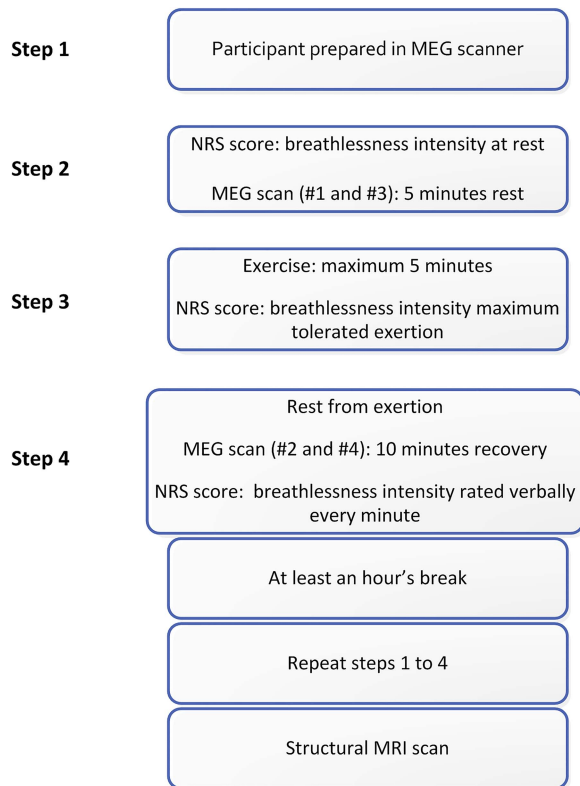 Step 1
Participant prepared in MEG scanner
Step 2
NRS score: breathlessness intensity at rest
MEG scan (#1 and #3): 5 minutes rest
Step 3
Exercise: maximum 5 minutes
NRS score: breathlessness intensity maximum
tolerated exertion
Step 4
Rest from exertion
MEG scan (#2 and #4): 10 minutes recovery
NRS score: breathlessness intensity rated verbally
every minute
At least an hour's break
Repeat steps 1 to 4
Structural MRI scan